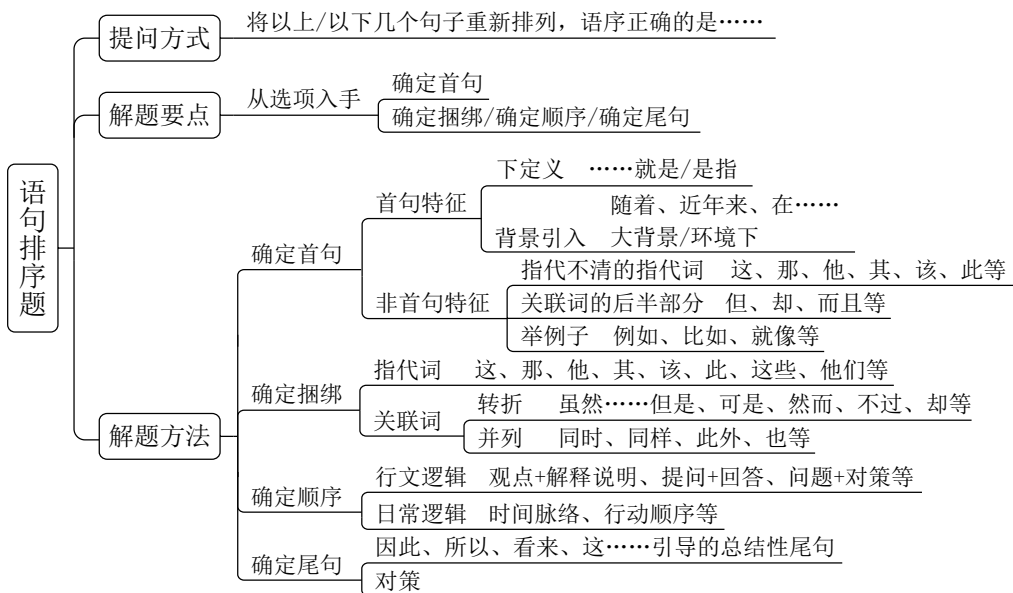 语句排序题
提问方式
将以上/以下几个句子重新排列，语序正确的是……
解题要点
从选项入手
确定首句
确定捆绑/确定顺序/确定尾句
解题方法
确定首句
首句特征
下定义 ……就是/是指
背景引入 随着、近年来、在……
大背景/环境下
非首句特征
指代不清的指代词 这、那、他、其、该、此等
关联词的后半部分 但、却、而且等
举例子 例如、比如、就像等
确定捆绑
指代词 这、那、他、其、该、此、这些、他们等
关联词
转折 虽然……但是、可是、然而、不过、却等
并列 同时、同样、此外、也等
确定顺序
行文逻辑 观点+解释说明、提问+回答、问题+对策等
日常逻辑 时间脉络、行动顺序等
确定尾句
因此、所以、看来、这……引导的总结性尾句
对策